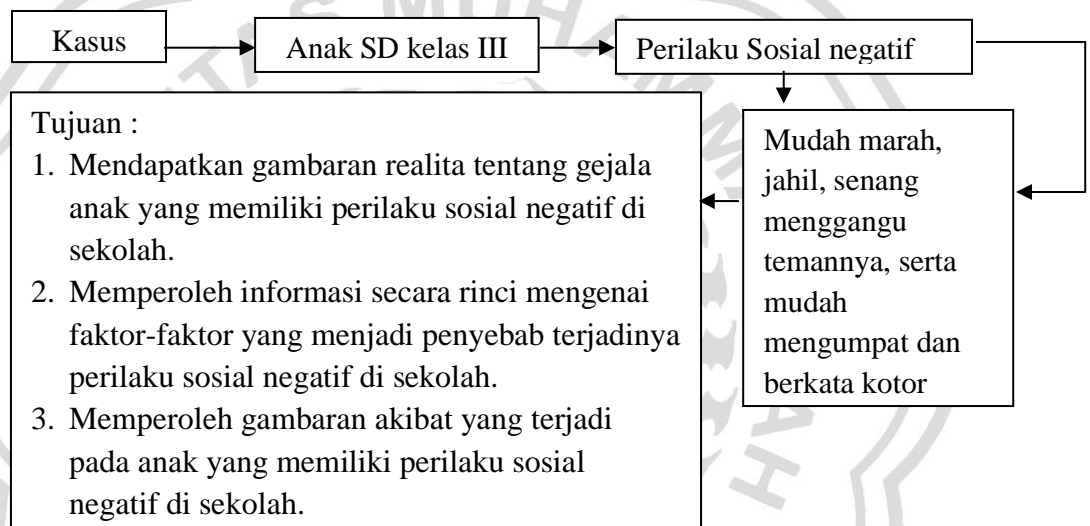 Kasus
Anak SD kelas III
Perilaku Sosial negatif
Mudah marah,
jahil, senang
menggangu
temannya, serta
mudah
mengumpat dan
berkata kotor
Tujuan :
1. Mendapatkan gambaran realita tentang gejala
anak yang memiliki perilaku sosial negatif di
sekolah.
2. Memperoleh informasi secara rinci mengenai
faktor-faktor yang menjadi penyebab terjadinya
perilaku sosial negatif di sekolah.
3. Memperoleh gambaran akibat yang terjadi
pada anak yang memiliki perilaku sosial
negatif di sekolah.